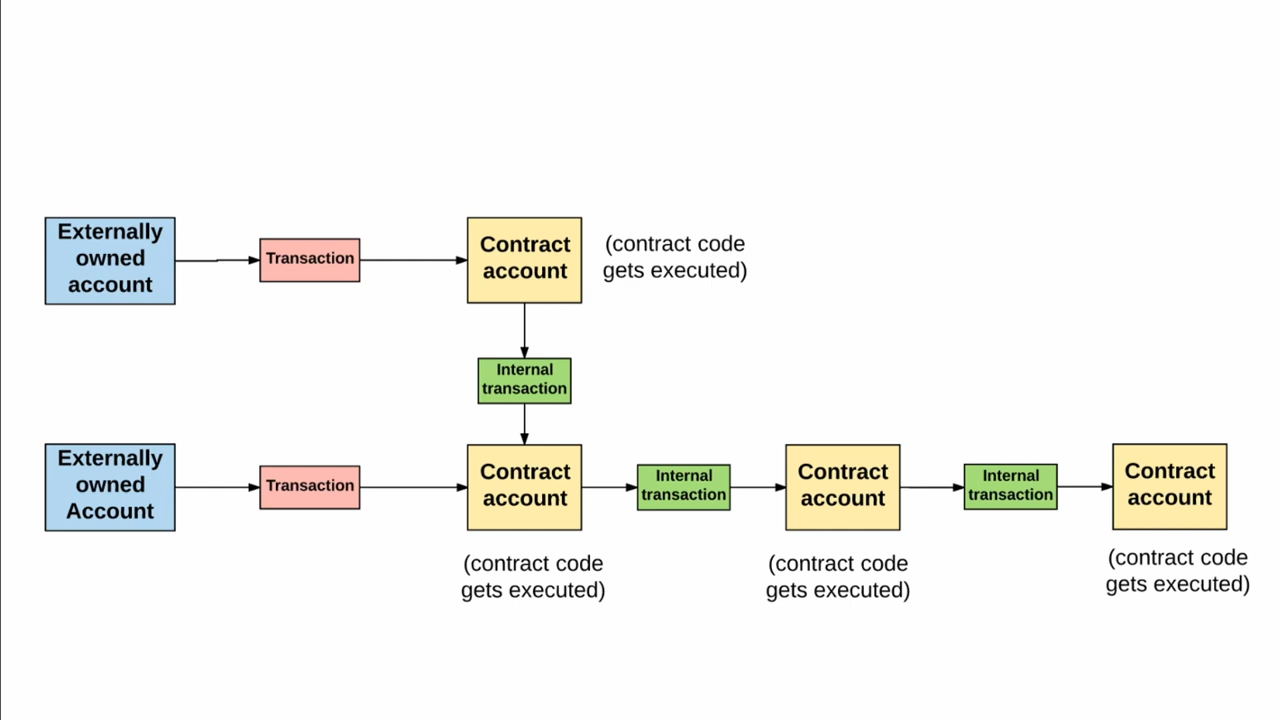 Externally
owned
account
Transaction
Contract
account
(contract code
gets executed)
Internal
transaction
Externally
owned
Account
Transaction
Contract
account
(contract code
gets executed)
Internal
transaction
Contract
account
(contract code
gets executed)
Internal
transaction
Contract
account
(contract code
gets executed)